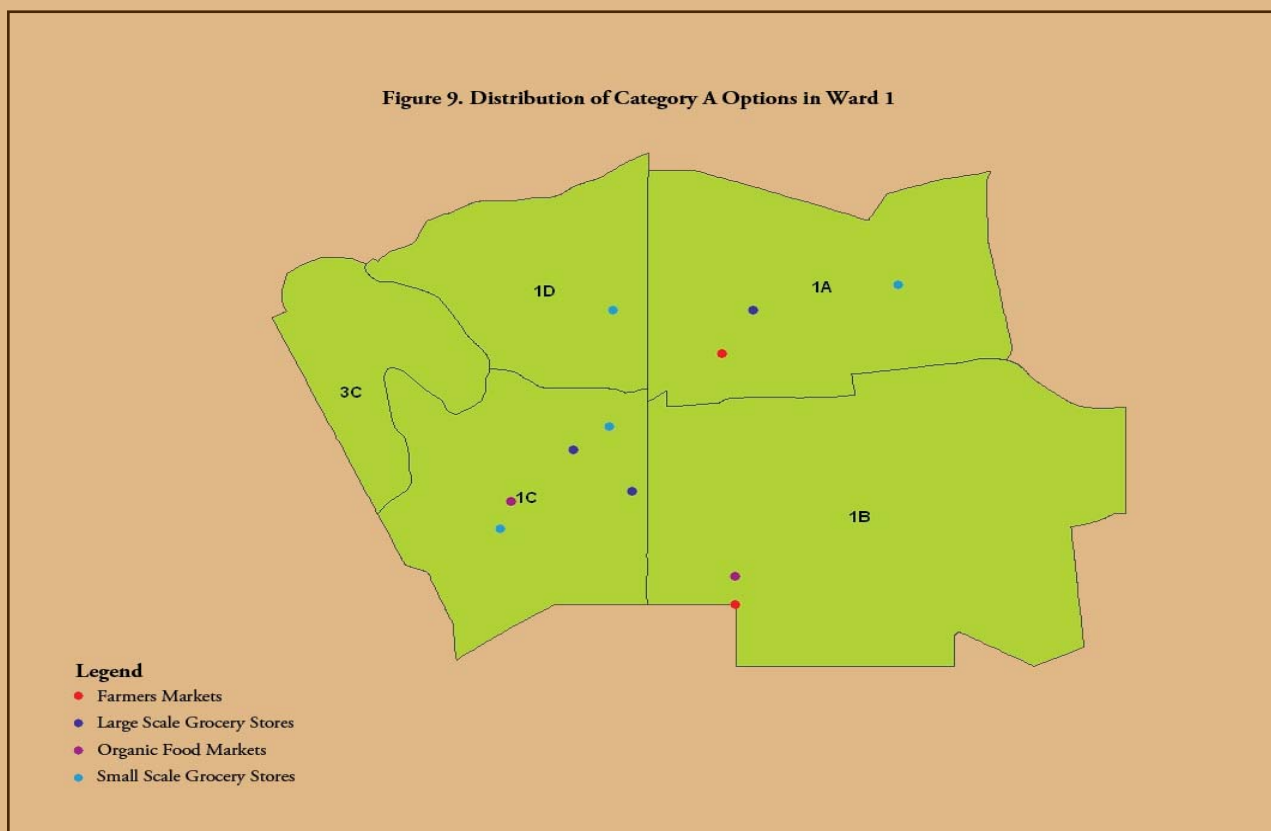 Figure 9. Distribution of Category A Options in Ward 1
1D
1A
3C
1C
1B
Legend
Farmers Markets
Large Scale Grocery Stores
Organic Food Markets
Small Scale Grocery Stores